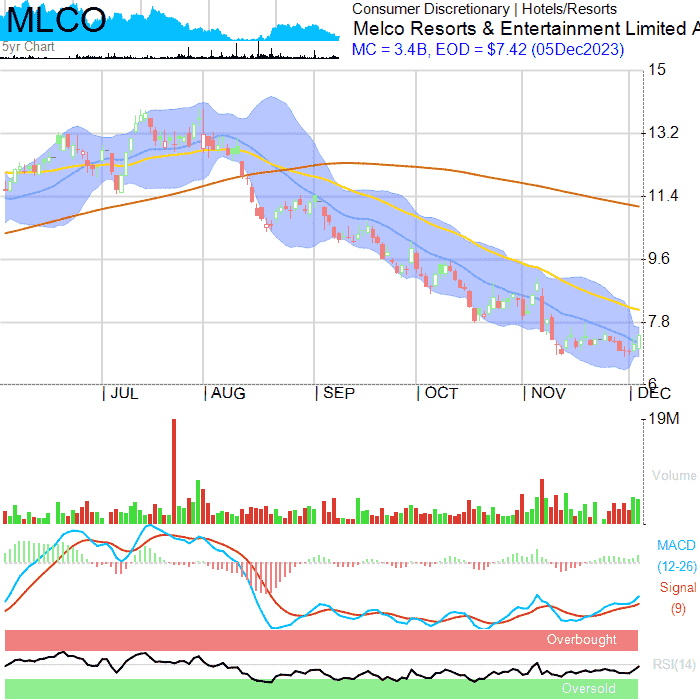 MLCO
5yr Chart
Consumer Discretionary | Hotels/Resorts
Melco Resorts & Entertainment Limited A
MC = 3.4B, EOD = $7.42 (05Dec2023)
15
13.2
11.4
9.6
7.8
6
JUL
AUG
SEP
OCT
NOV
DEC
19M
Volume
MACD
(12-26)
Signal
(9)
Overbought
RSI(14)
Oversold